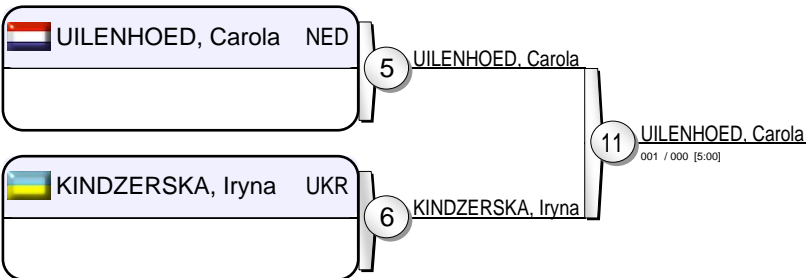 UILENHOED, Carola NED
5
UILENHOED, Carola
11
UILENHOED, Carola
001 / 000 [5:00]
KINDZERSKA, Iryna UKR
6
KINDZERSKA, Iryna